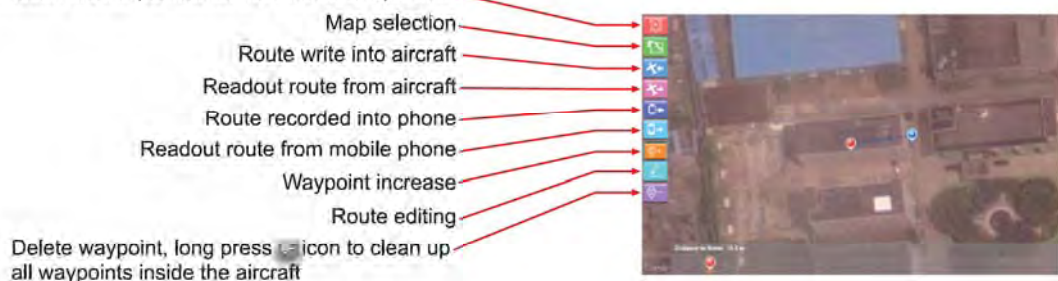 Map selection
Route write into aircraft
Readout route from aircraft
Route recorded into phone
Readout route from mobile phone
Waypoint increase
Route editing
Delete waypoint, long press icon to clean up
all waypoints inside the aircraft